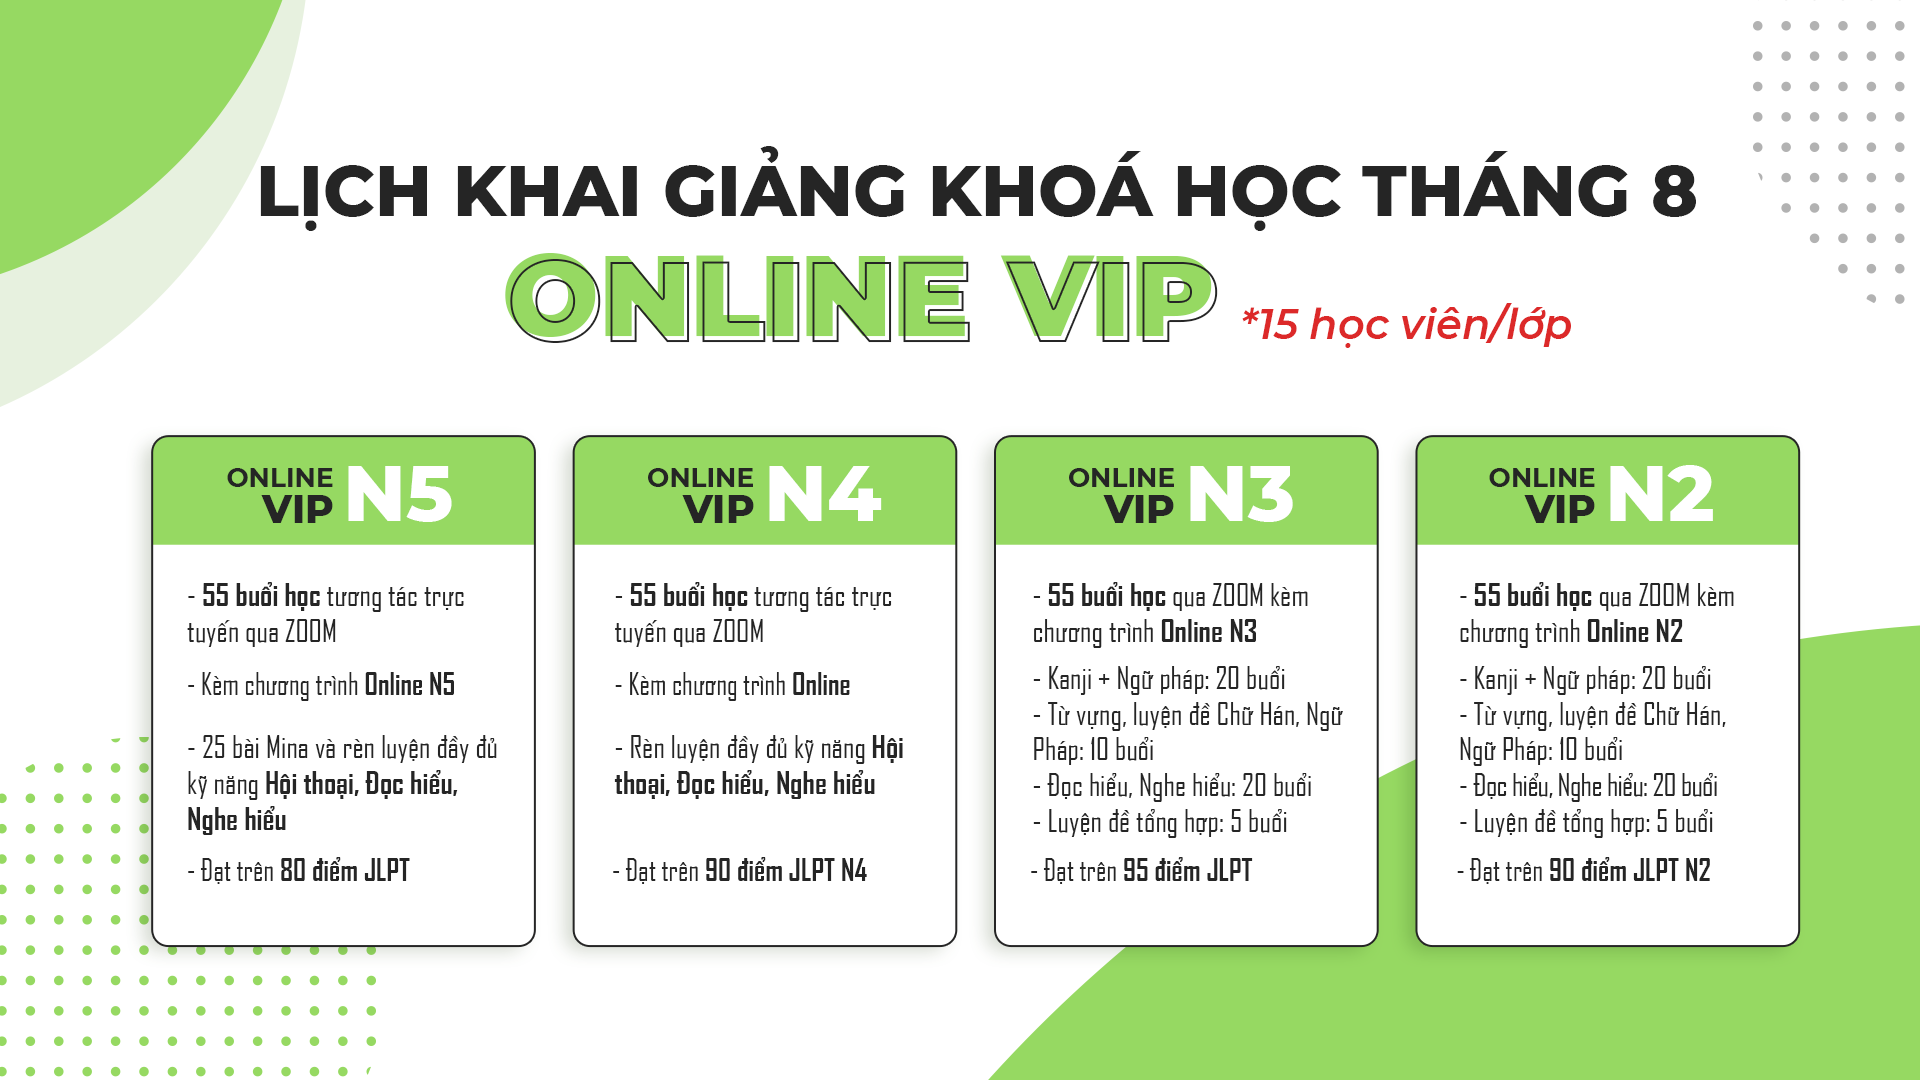 LỊCH KHAI GIẢNG KHOÁ HỌC THÁNG 8
ONLINE VIP *15 học viên/lớp
ONLINE VIP N5
- 55 buổi học tương tác trực
tuyến qua ZOOM
- Kèm chương trình Online N5
- 25 bài Mina và rèn luyện đầy đủ
kỹ năng Hội thoại, Đọc hiểu,
Nghe hiểu
- Đạt trên 80 điểm JLPT
ONLINE VIP N4
- 55 buổi học tương tác trực
tuyến qua ZOOM
- Kèm chương trình Online
- Rèn luyện đầy đủ kỹ năng Hội
thoại, Đọc hiểu, Nghe hiểu
- Đạt trên 90 điểm JLPT N4
ONLINE VIP N3
- 55 buổi học qua ZOOM kèm
chương trình Online N3
- Kanji + Ngữ pháp: 20 buổi
- Từ vựng, luyện đề Chữ Hán, Ngữ
Pháp: 10 buổi
- Đọc hiểu, Nghe hiểu: 20 buổi
- Luyện đề tổng hợp: 5 buổi
- Đạt trên 95 điểm JLPT
ONLINE VIP N2
- 55 buổi học qua ZOOM kèm
chương trình Online N2
- Kanji + Ngữ pháp: 20 buổi
- Từ vựng, luyện đề Chữ Hán,
Ngữ Pháp: 10 buổi
- Đọc hiểu, Nghe hiểu: 20 buổi
- Luyện đề tổng hợp: 5 buổi
- Đạt trên 90 điểm JLPT N2